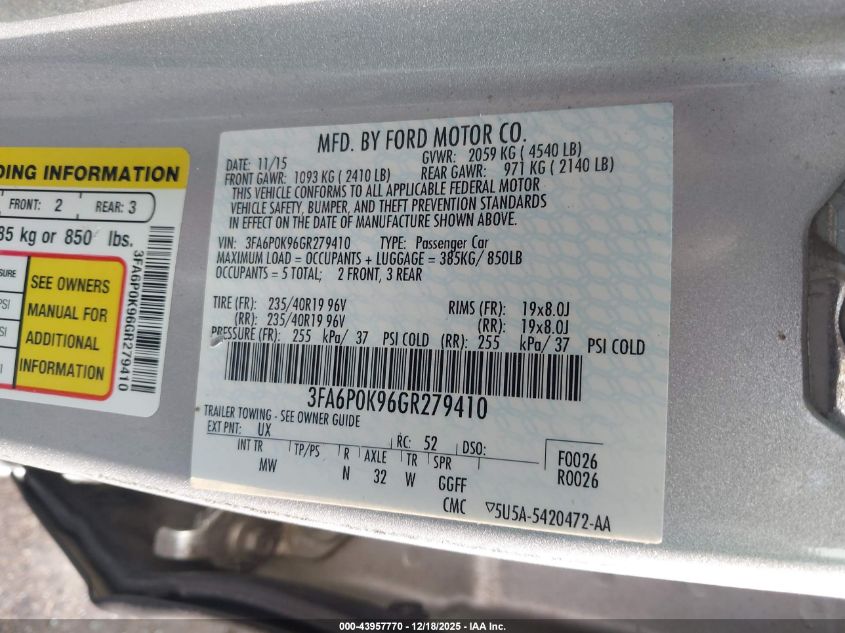 DING INFORMATION
FRONT: 2
REAR: 3
85 kg or 850 lbs.
SURE
PSI
PSI
SEE OWNERS
MANUAL FOR
ADDITIONAL
INFORMATION
3FA6P0K96GR279410
MFD. BY FORD MOTOR CO.
DATE: 11/15
GVWR: 2059 KG ( 4540 LB)
FRONT GAWR: 1093 KG ( 2410 LB)
REAR GAWR: 971 KG ( 2140 LB)
THIS VEHICLE CONFORMS TO ALL APPLICABLE FEDERAL MOTOR
VEHICLE SAFETY, BUMPER, AND THEFT PREVENTION STANDARDS
IN EFFECT ON THE DATE OF MANUFACTURE SHOWN ABOVE.
VIN: 3FA6P0K96GR279410 TYPE: Passenger Car
MAXIMUM LOAD = OCCUPANTS + LUGGAGE = 385KG/ 850LB
OCCUPANTS = 5 TOTAL; 2 FRONT, 3 REAR
TIRE (FR): 235/40R19 96V RIMS (FR): 19x8.0J
(RR): 235/40R19 96V (RR): 19x8.0J
PRESSURE (FR): 255 kPa/ 37 PSI COLD (RR): 255 kPa/ 37 PSI COLD
3FA6P0K96GR279410
TRAILER TOWING - SEE OWNER GUIDE
EXT PNT: UX RC: 52 DSO:
INT TR TP/PS R AXLE TR SPR
MW N 32 W GGFF
F0026
R0026
CMC ▽5U5A-5420472-AA
000-43957770 - 12/18/2025 - IAA Inc.